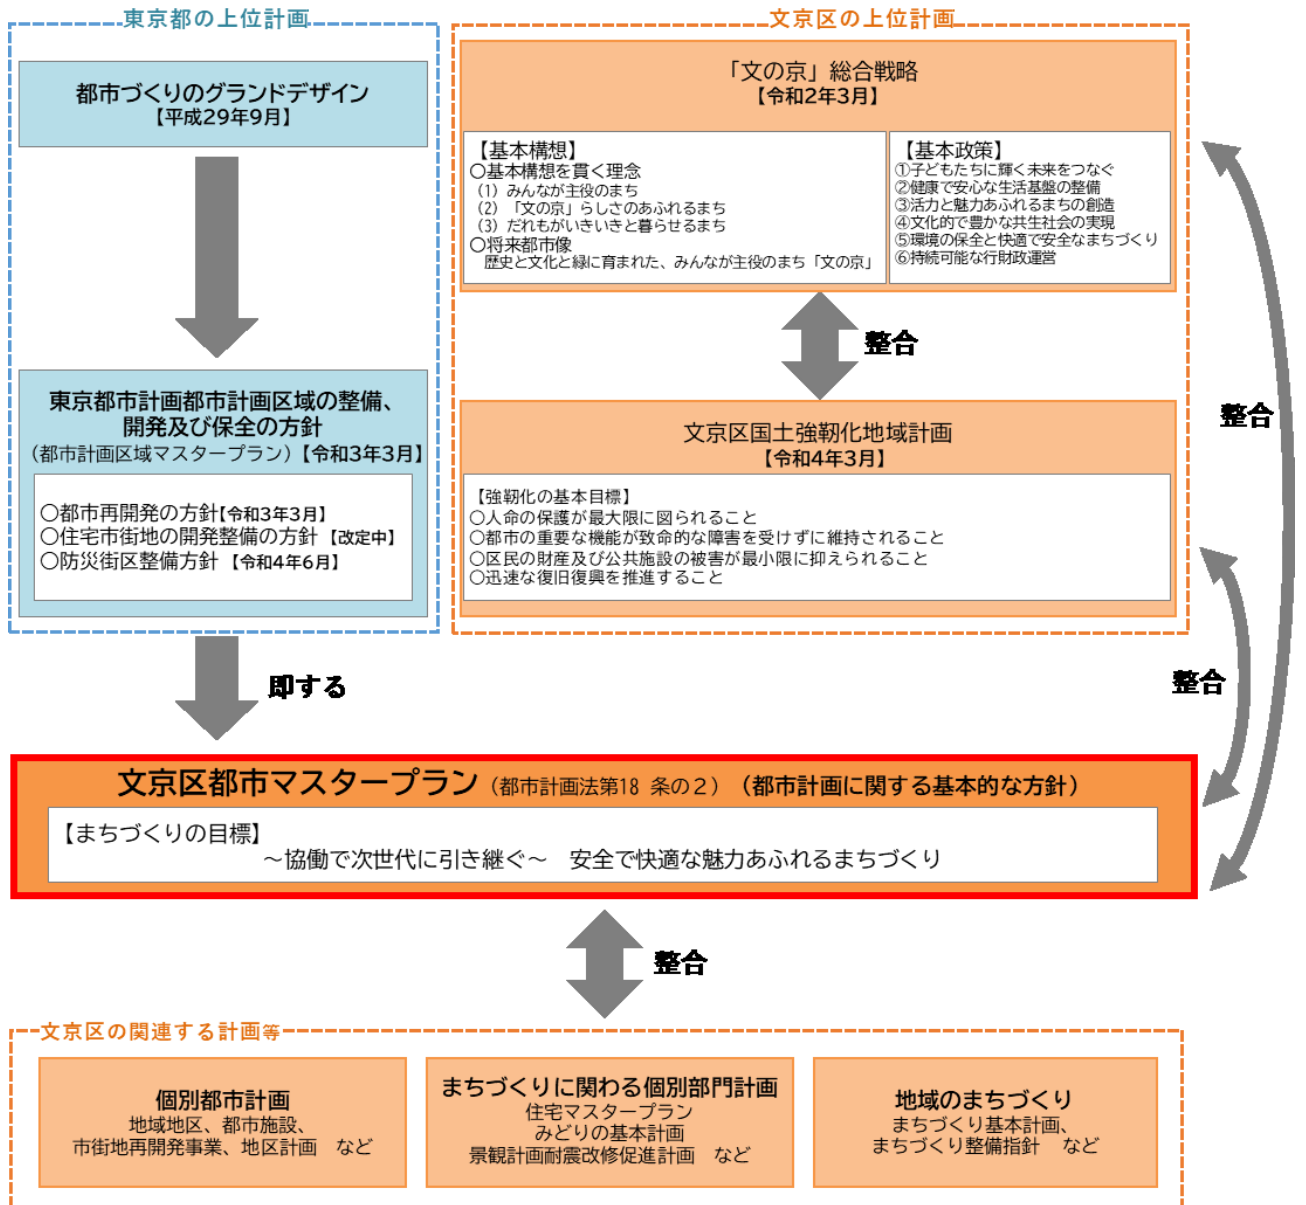 東京都の上位計画
都市づくりのグランドデザイン
【平成29年9月】
東京都市計画都市計画区域の整備、
開発及び保全の方針
(都市計画区域マスタープラン)【令和3年3月】
○都市再開発の方針【令和3年3月】
○住宅市街地の開発整備の方針 【改定中】
○防災街区整備方針 【令和4年6月】
文京区の上位計画
「文の京」総合戦略
【令和2年3月】
【基本構想】
○基本構想を貫く理念
(1) みんなが主役のまち
(2) 「文の京」らしさのあふれるまち
(3) だれもがいきいきと暮らせるまち
○将来都市像
歴史と文化と緑に育まれた、みんなが主役のまち「文の京」
【基本政策】
①子どもたちに輝く未来をつなぐ
②健康で安心な生活基盤の整備
③活力と魅力あふれるまちの創造
④文化的で豊かな共生社会の実現
⑤環境の保全と快適で安全なまちづくり
⑥持続可能な行財政運営
整合
文京区国土強靭化地域計画
【令和4年3月】
【強靭化の基本目標】
○人命の保護が最大限に図られること
○都市の重要な機能が致命的な障害を受けずに維持されること
○区民の財産及び公共施設の被害が最小限に抑えられること
○迅速な復旧復興を推進すること
整合
整合
即する
文京区都市マスタープラン (都市計画法第18 条の2) (都市計画に関する基本的な方針)
【まちづくりの目標】
～協働で次世代に引き継ぐ～ 安全で快適な魅力あふれるまちづくり
整合
文京区の関連する計画等
個別都市計画
地域地区、都市施設、
市街地再開発事業、地区計画 など
まちづくりに関わる個別部門計画
住宅マスタープラン
みどりの基本計画
景観計画耐震改修促進計画 など
地域のまちづくり
まちづくり基本計画、
まちづくり整備指針 など